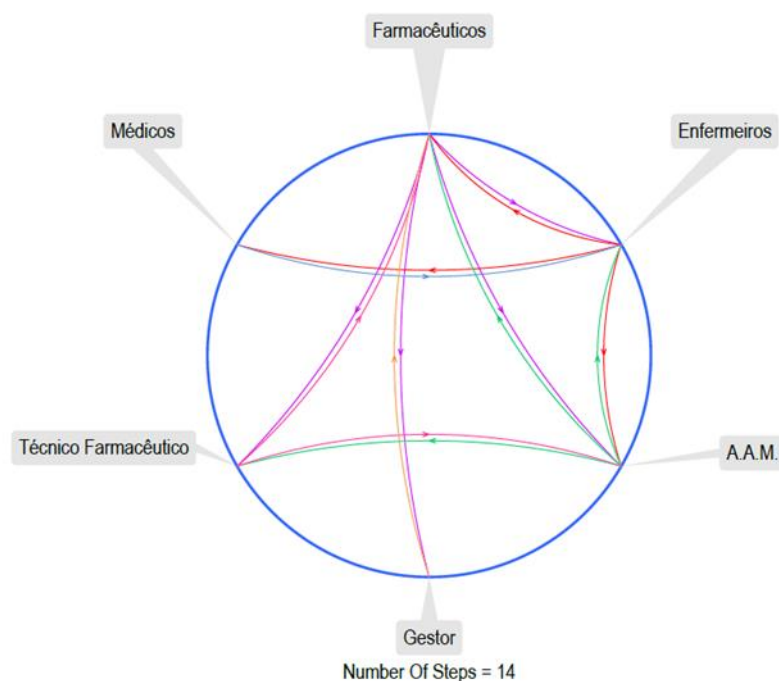 Farmacêuticos
Médicos
Enfermeiros
Técnico Farmacêutico
A.A.M.
Gestor
Number Of Steps = 14